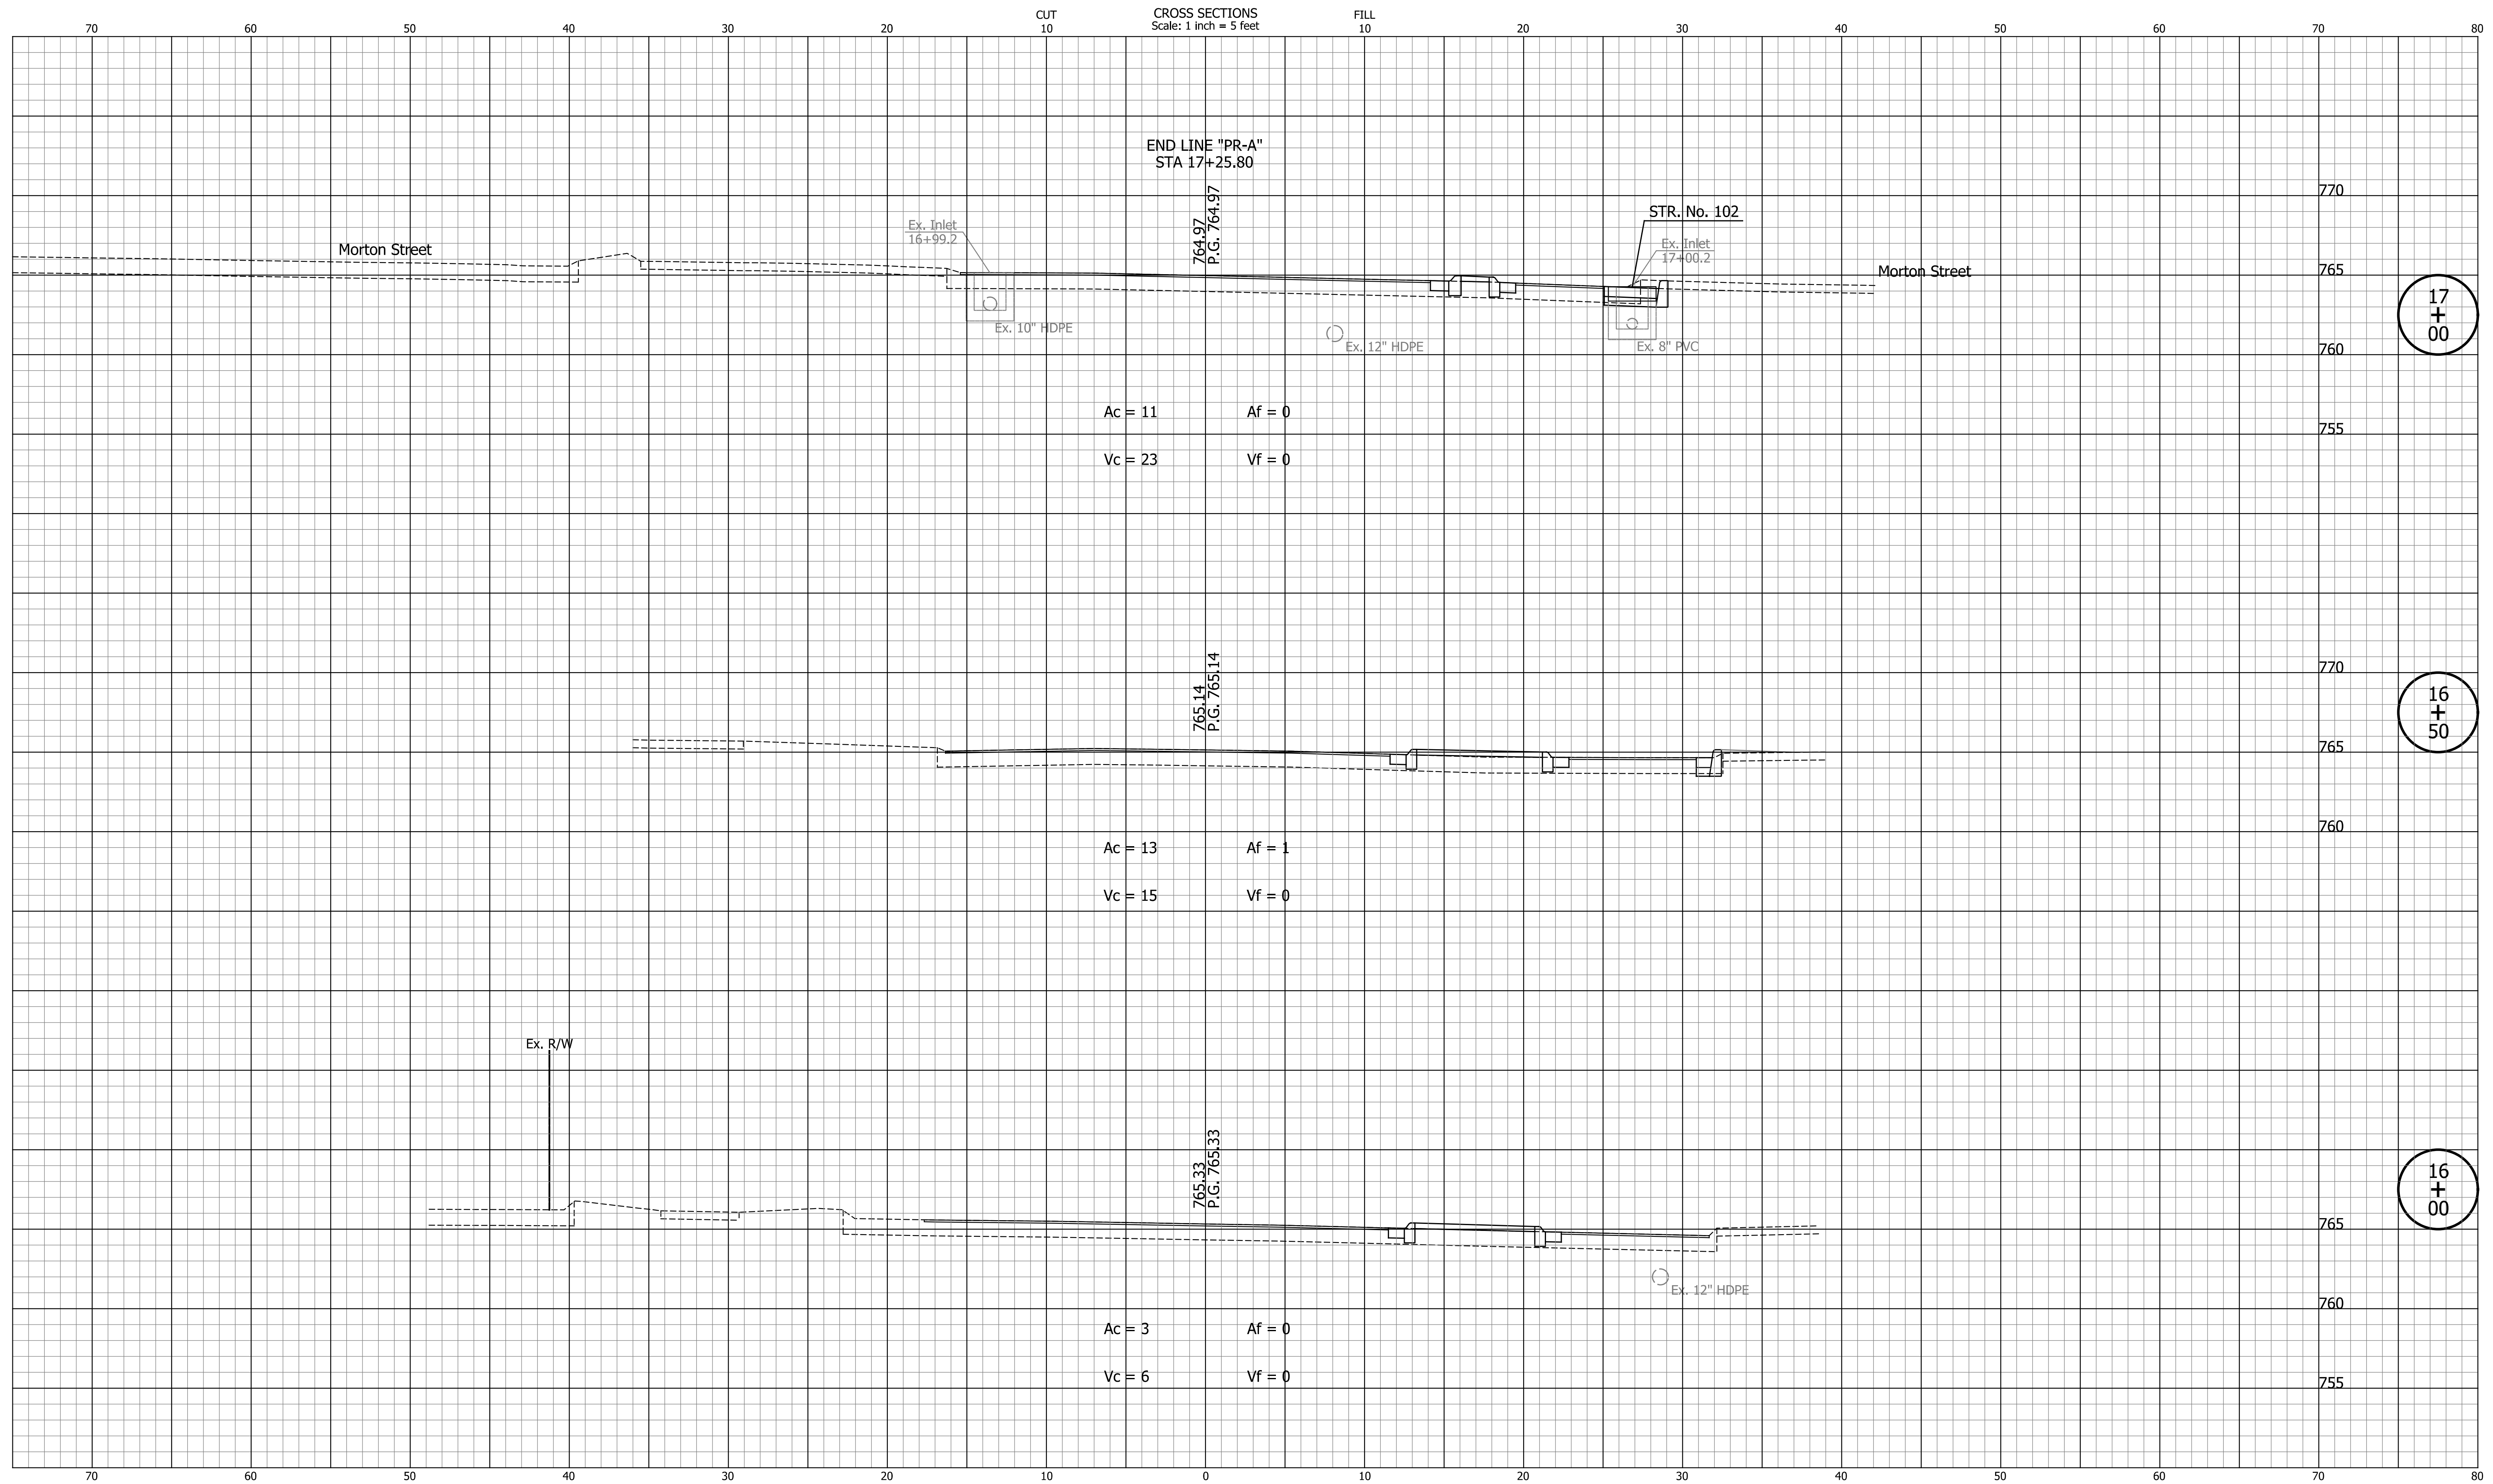 CUT
CROSS SECTIONS
FILL
Scale: 1 inch = 5 feet
70 60 50 40 30 20 10 10 20 30 40 50 60 70 80
END LINE "PR-A"
STA 17+25.80
764.97
P.G. 764.97
770
STR. No. 102
Ex. Inlet
16+99.2
Ex. Inlet
17+00.2
Morton Street
Morton Street
765
17
+
00
Ex. 10" HDPE
Ex. 12" HDPE
Ex. 8" PVC
760
Ac = 11 Af = 0
755
Vc = 23 Vf = 0
765.14
P.G. 765.14
770
16
+
50
765
760
Ac = 13 Af = 1
Vc = 15 Vf = 0
Ex. R/W
765.33
P.G. 765.33
16
+
00
765
Ex. 12" HDPE
760
Ac = 3 Af = 0
Vc = 6 Vf = 0
755
70 60 50 40 30 20 10 0 10 20 30 40 50 60 70 80